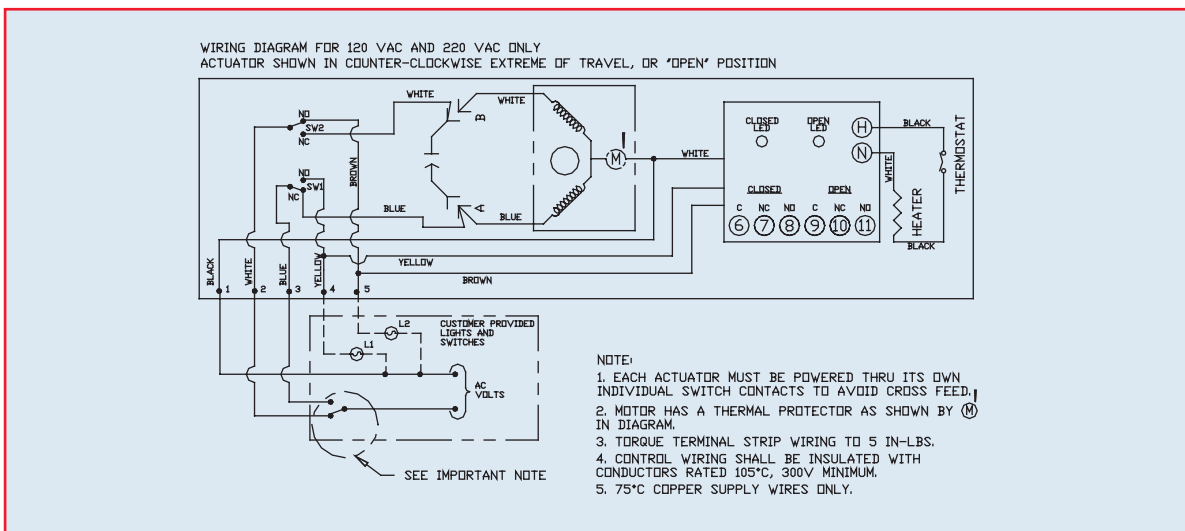 WIRING DIAGRAM FOR 120 VAC AND 220 VAC ONLY
ACTUATOR SHOWN IN COUNTER-CLOCKWISE EXTREME OF TRAVEL, OR "OPEN" POSITION
WHITE
WHITE
NO
SW2
NC
B
BROWN
NO
SW1
NC
BLUE
A
BLUE
M
!
WHITE
CLOSED
LED
OPEN
LED
H
N
BLACK
WHITE
THERMOSTAT
HEATER
BLACK
CLOSED
OPEN
C NC NO C NC NO
6 7 8 9 10 11
BLACK
WHITE
BLUE
YELLOW
YELLOW
BROWN
1 2 3 4 5
L2
L1
CUSTOMER PROVIDED
LIGHTS AND
SWITCHES
AC
VOLTS
SEE IMPORTANT NOTE
NOTE:
1. EACH ACTUATOR MUST BE POWERED THRU ITS OWN
INDIVIDUAL SWITCH CONTACTS TO AVOID CROSS FEED.
2. MOTOR HAS A THERMAL PROTECTOR AS SHOWN BY M!
IN DIAGRAM.
3. TORQUE TERMINAL STRIP WIRING TO 5 IN-LBS.
4. CONTROL WIRING SHALL BE INSULATED WITH
CONDUCTORS RATED 105°C, 300V MINIMUM.
5. 75°C COPPER SUPPLY WIRES ONLY.